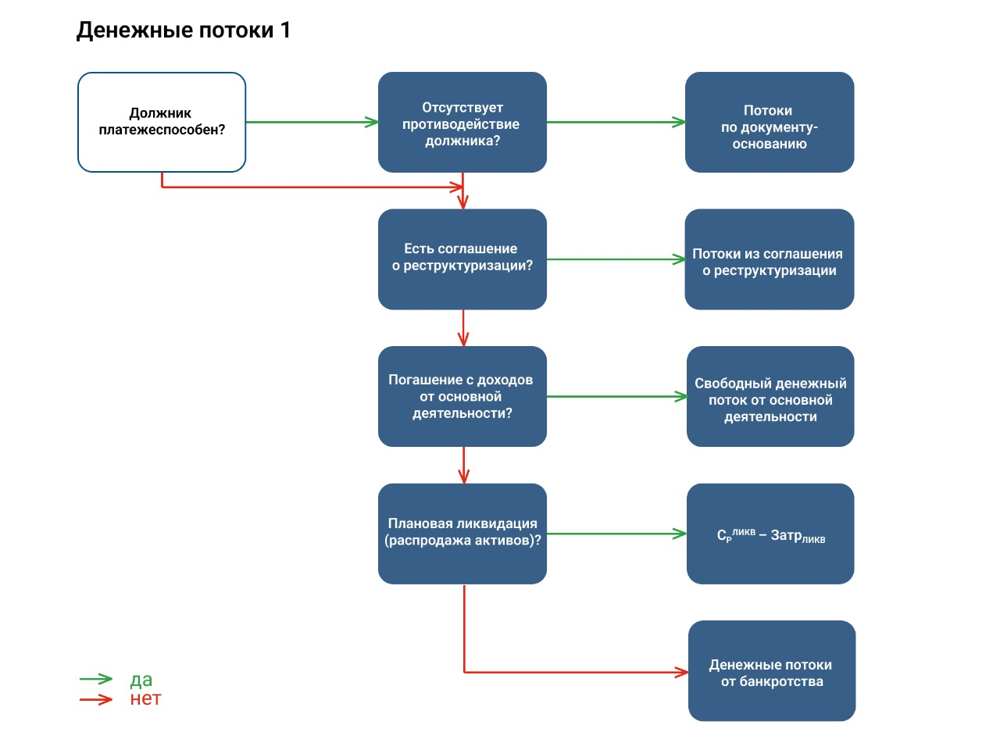 Денежные потоки 1
Должник
платежеспособен?
Отсутствует
противодействие
должника?
Потоки
по документу-
основанию
Есть соглашение
о реструктуризации?
Потоки из соглашения
о реструктуризации
Погашение с доходов
от основной
деятельности?
Свободный денежный
поток от основной
деятельности
Плановая ликвидация
(распродажа активов)?
Cрликв – Затрликв
Денежные потоки
от банкротства
да
нет